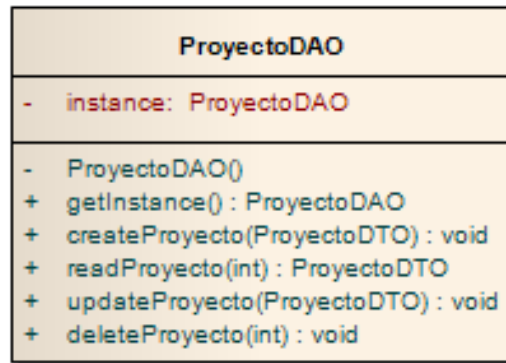 ProyectoDAO
- instance: ProyectoDAO
- ProyectoDAO()
+ getInstance() : ProyectoDAO
+ createProyecto(ProyectoDTO) : void
+ readProyecto(int) : ProyectoDTO
+ updateProyecto(ProyectoDTO) : void
+ deleteProyecto(int) : void